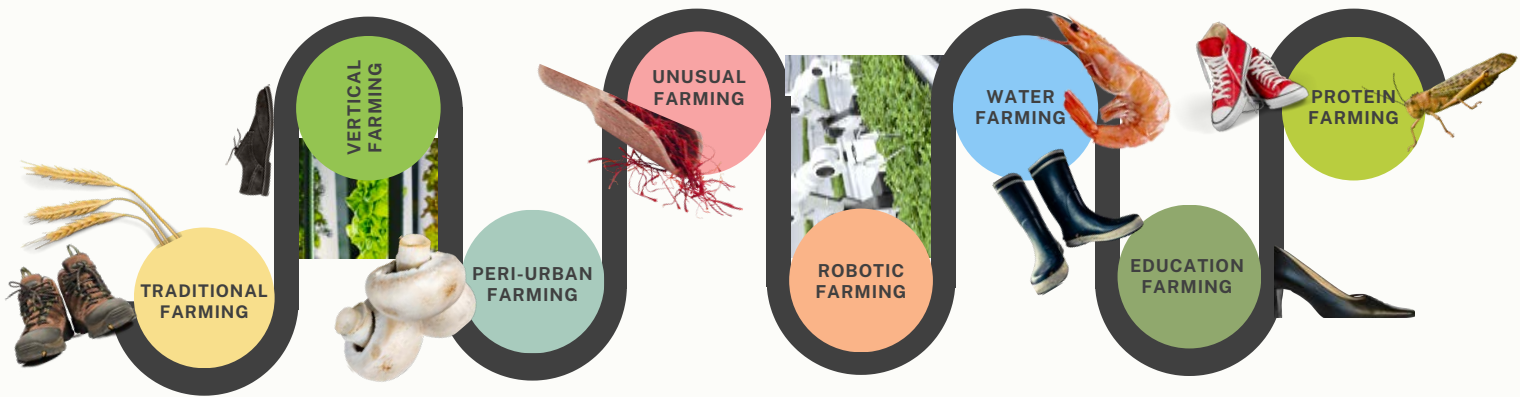 TRADITIONAL
FARMING
VERTICAL
FARMING
PERI-URBAN
FARMING
UNUSUAL
FARMING
ROBOTIC
FARMING
WATER
FARMING
EDUCATION
FARMING
PROTEIN
FARMING